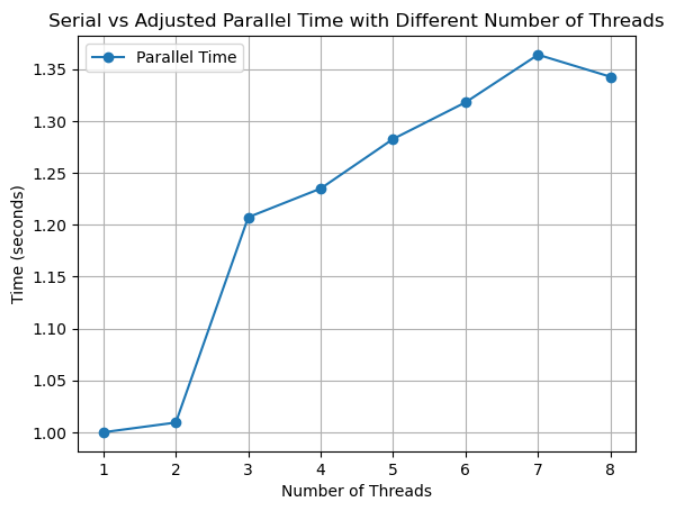 Serial vs Adjusted Parallel Time with Different Number of Threads
Parallel Time
1.35
1.30
1.25
1.20
1.15
1.10
1.05
1.00
Time (seconds)
1 2 3 4 5 6 7 8
Number of Threads